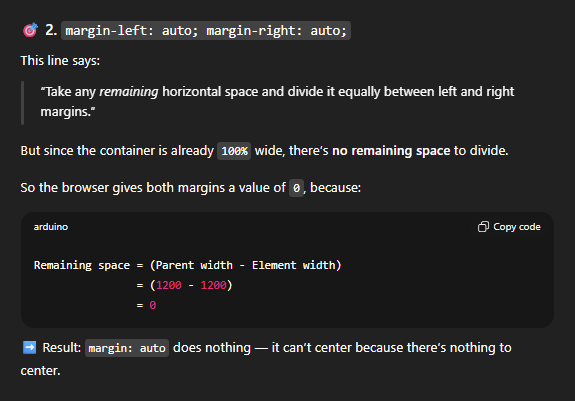 🎯 2. margin-left: auto; margin-right: auto;
This line says:
“Take any remaining horizontal space and divide it equally between left and right
margins.”
But since the container is already 100% wide, there’s no remaining space to divide.
So the browser gives both margins a value of 0, because:
arduino Copy code
Remaining space = (Parent width - Element width)
= (1200 - 1200)
= 0
➡️ Result: margin: auto does nothing — it can’t center because there’s nothing to
center.